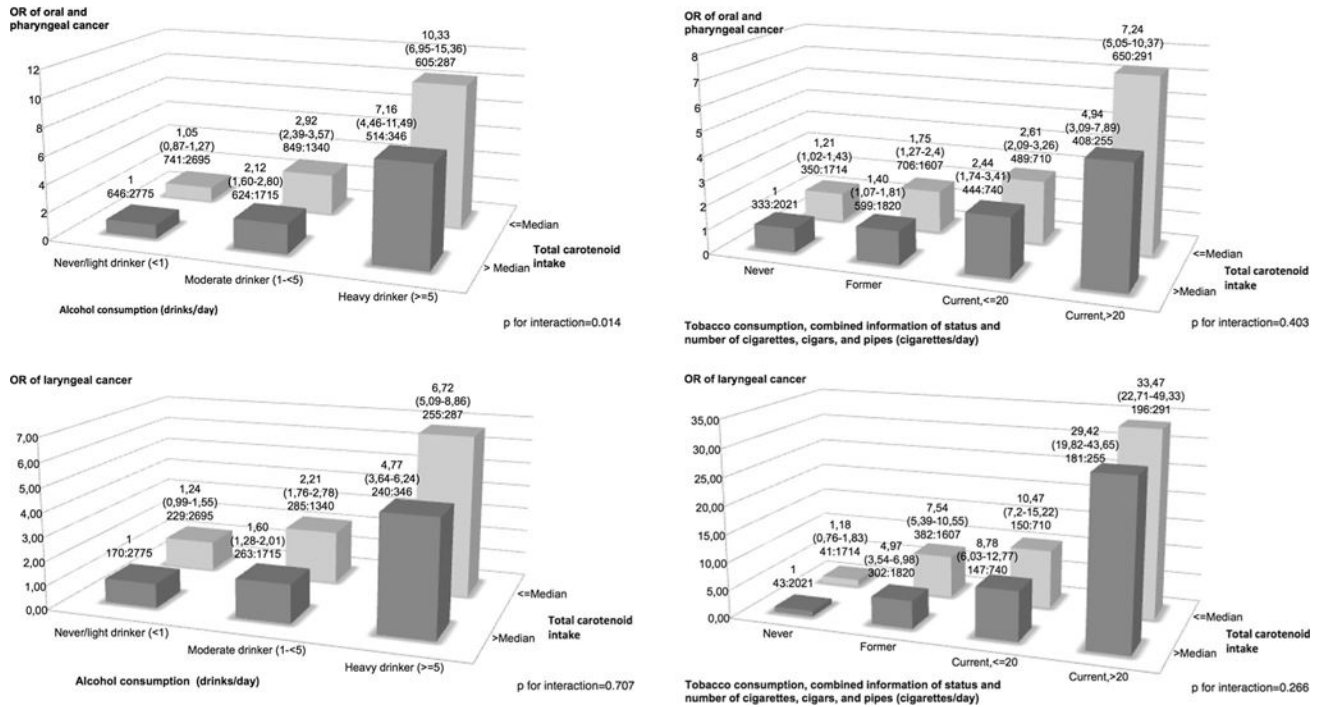 OR of oral and
pharyngeal cancer
12
10
8
6
4
2
0
10,33
(6,95-15,36)
605:287
7,16
(4,46-11,49)
514:346
2,92
(2,39-3,57)
849:1340
2,12
(1,60-2,80)
624:1715
1,05
(0,87-1,27)
741:2695
1
646:2775
<=Median
> Median
Total carotenoid
intake
Never/light drinker (<1)
Moderate drinker (1-<5)
Heavy drinker (>=5)
Alcohol consumption (drinks/day)
p for interaction=0.014
OR of oral and
pharyngeal cancer
8
7
6
5
4
3
2
1
0
7,24
(5,05-10,37)
650:291
4,94
(3,09-7,89)
408:255
2,61
(2,09-3,26)
489:710
2,44
(1,74-3,41)
444:740
1,75
(1,27-2,4)
706:1607
1,40
(1,07-1,81)
599:1820
1,21
(1,02-1,43)
350:1714
1
333:2021
<=Median
>Median
Total carotenoid
intake
Never
Former
Current,<=20
Current,>20
Tobacco consumption, combined information of status and
number of cigarettes, cigars, and pipes (cigarettes/day)
p for interaction=0.403
OR of laryngeal cancer
7,00
6,00
5,00
4,00
3,00
2,00
1,00
0,00
6,72
(5,09-8,86)
255:287
4,77
(3,64-6,24)
240:346
2,21
(1,76-2,78)
285:1340
1,60
(1,28-2,01)
263:1715
1,24
(0,99-1,55)
229:2695
1
170:2775
<=Median
>Median
Total carotenoid
intake
Never/light drinker (<1)
Moderate drinker (1-<5)
Heavy drinker (>=5)
Alcohol consumption (drinks/day)
p for interaction=0.707
OR of laryngeal cancer
35,00
30,00
25,00
20,00
15,00
10,00
5,00
0,00
33,47
(22,71-49,33)
196:291
29,42
(19,82-43,65)
181:255
10,47
(7,2-15,22)
150:710
8,78
(6,03-12,77)
147:740
7,54
(5,39-10,55)
382:1607
4,97
(3,54-6,98)
302:1820
1,18
(0,76-1,83)
41:1714
1
43:2021
<=Median
>Median
Total carotenoid
intake
Never
Former
Current,<=20
Current,>20
Tobacco consumption, combined information of status and
number of cigarettes, cigars, and pipes (cigarettes/day)
p for interaction=0.266